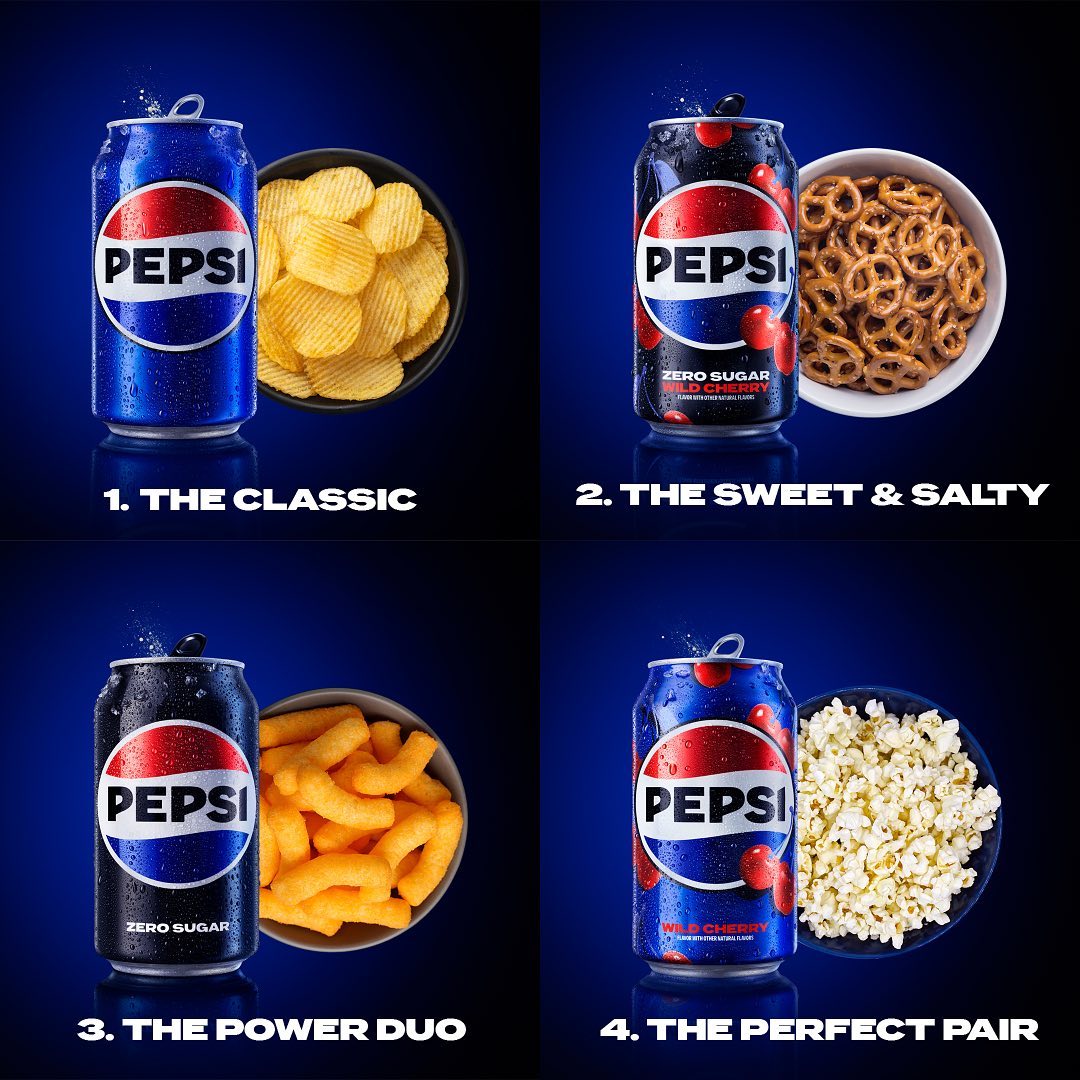 PEPSI
1. THE CLASSIC
PEPSI
ZERO SUGAR
WILD CHERRY
FLAVOR WITH OTHER NATURAL FLAVORS
2. THE SWEET & SALTY
PEPSI
ZERO SUGAR
3. THE POWER DUO
PEPSI
WILD CHERRY
FLAVOR WITH OTHER NATURAL FLAVORS
4. THE PERFECT PAIR